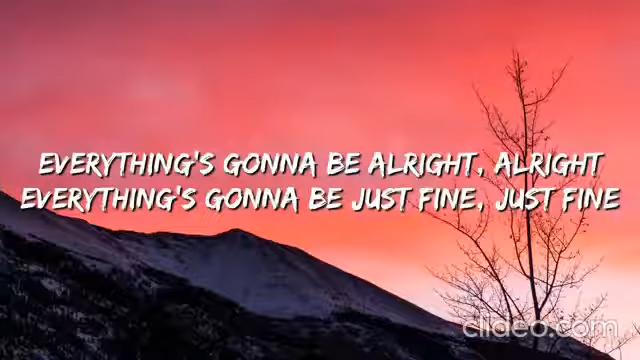 EVERYTHING'S GONNA BE ALRIGHT, ALRIGHT
EVERYTHING'S GONNA BE JUST FINE, JUST FINE
clideo.com